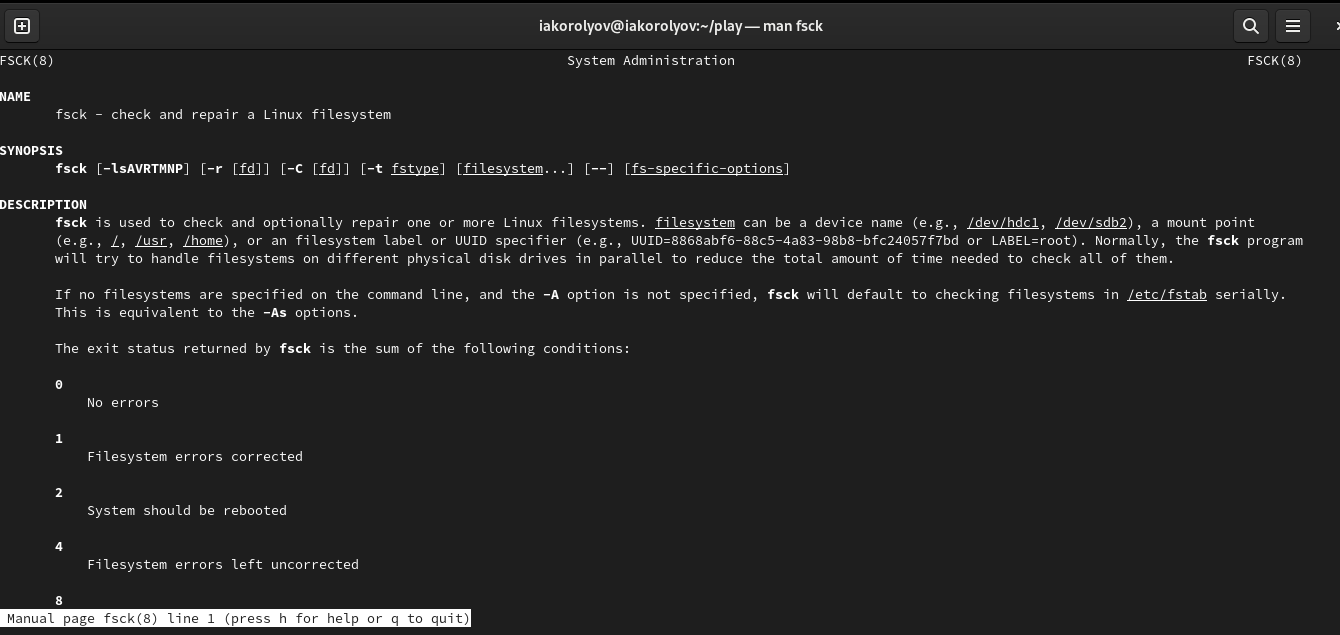 iakorolyov@iakorolyov:~/play — man fsck
FSCK(8) System Administration FSCK(8)
NAME
fsck - check and repair a Linux filesystem
SYNOPSIS
fsck [-lsAVRTMNP] [-r [fd]] [-C [fd]] [-t fstype] [filesystem...] [--] [fs-specific-options]
DESCRIPTION
fsck is used to check and optionally repair one or more Linux filesystems. filesystem can be a device name (e.g., /dev/hdc1, /dev/sdb2), a mount point
(e.g., /, /usr, /home), or an filesystem label or UUID specifier (e.g., UUID=8868abf6-88c5-4a83-98b8-bfc24057f7bd or LABEL=root). Normally, the fsck program
will try to handle filesystems on different physical disk drives in parallel to reduce the total amount of time needed to check all of them.
If no filesystems are specified on the command line, and the -A option is not specified, fsck will default to checking filesystems in /etc/fstab serially.
This is equivalent to the -As options.
The exit status returned by fsck is the sum of the following conditions:
0
No errors
1
Filesystem errors corrected
2
System should be rebooted
4
Filesystem errors left uncorrected
8
Manual page fsck(8) line 1 (press h for help or q to quit)